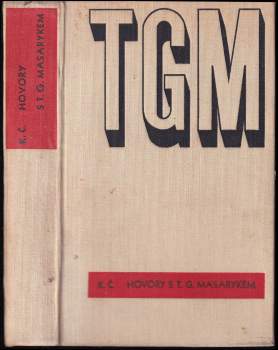 K. Č. HOVORY
S T. G. MASARYKEM
TGM
K. Č. HOVORY S T. G. MASARYKEM